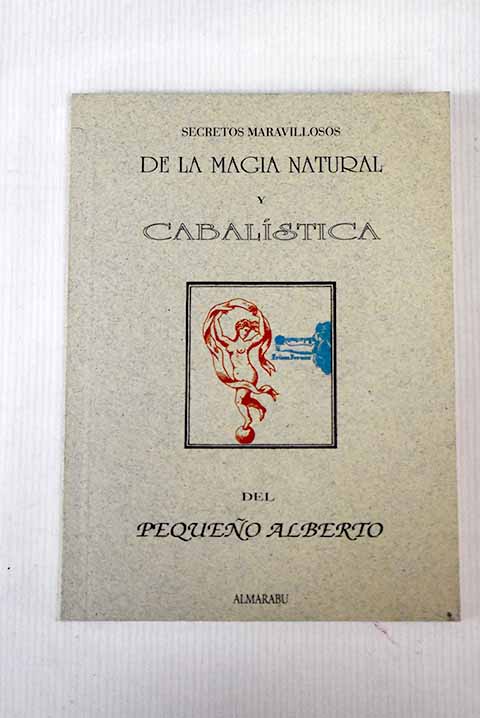 SECRETOS MARAVILLOSOS
DE LA MAGIA NATURAL
Y
CABALÍSTICA
DEL
PEQUEÑO ALBERTO
ALMARABU